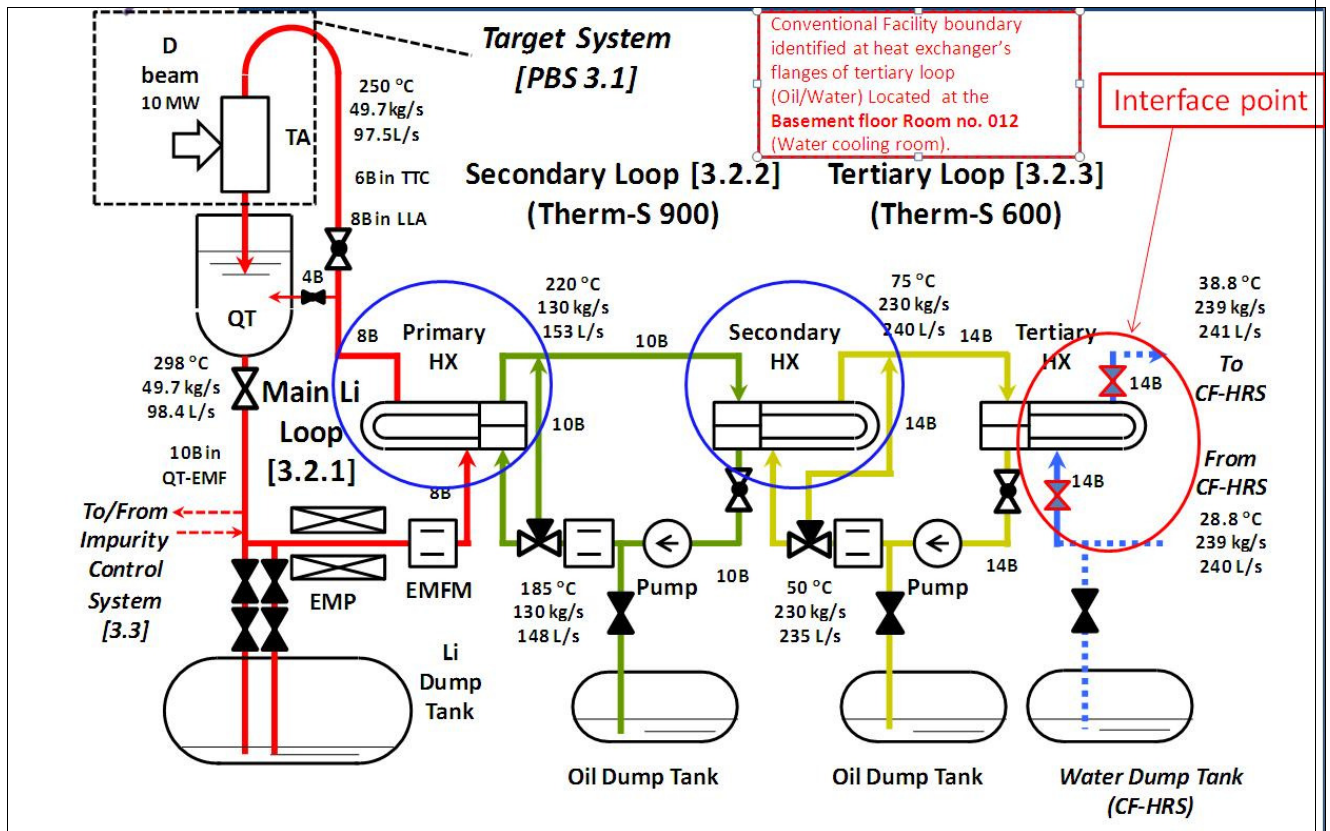 D
beam
10 MW
TA
Target System
[PBS 3.1]
Conventional Facility boundary
identified at heat exchanger's
flanges of tertiary loop
(Oil/Water) Located at the
Basement floor Room no. 012
(Water cooling room).
Interface point
250 °C
49.7kg/s
97.5L/s
6B in TTC
8B in LLA
Secondary Loop [3.2.2]
(Therm-S 900)
Tertiary Loop [3.2.3]
(Therm-S 600)
4B
QT
8B
Primary
HX
220 °C
130 kg/s
153 L/s
10B
Secondary
HX
75 °C
230 kg/s
240 L/s
14B
Tertiary
HX
38.8 °C
239 kg/s
241 L/s
To
CF-HRS
14B
298 °C
49.7 kg/s
98.4 L/s
Main Li
Loop
[3.2.1]
10B in
QT-EMF
8B
10B
14B
14B
From
CF-HRS
28.8 °C
239 kg/s
240 L/s
To/From
Impurity
Control
System
[3.3]
EMP
EMFM
185 °C
130 kg/s
148 L/s
Pump
10B
50 °C
230 kg/s
235 L/s
Pump
14B
Li
Dump
Tank
Oil Dump Tank
Oil Dump Tank
Water Dump Tank
(CF-HRS)